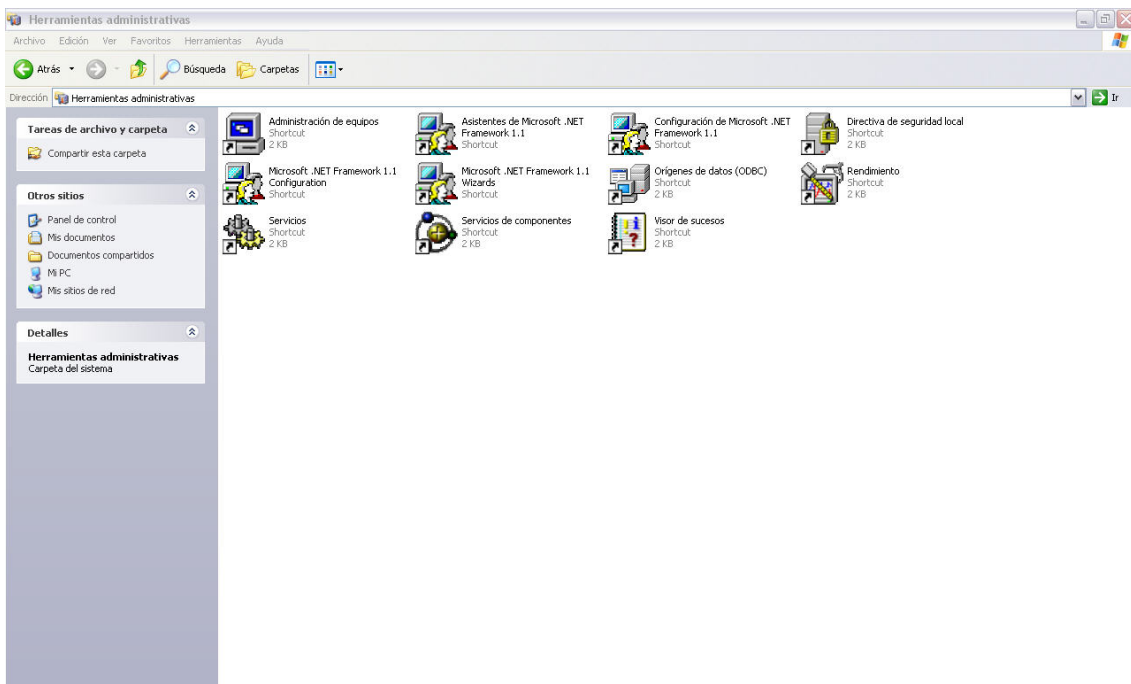 Herramientas administrativas
Archivo Edición Ver Favoritos Herramientas Ayuda
Atrás Búsqueda Carpetas
Dirección Herramientas administrativas Ir
Tareas de archivo y carpeta
Compartir esta carpeta
Otros sitios
Panel de control
Mis documentos
Documentos compartidos
Mi PC
Mis sitios de red
Detalles
Herramientas administrativas
Carpeta del sistema
Administración de equipos
Shortcut
2 KB
Asistentes de Microsoft .NET
Framework 1.1
Shortcut
Configuración de Microsoft .NET
Framework 1.1
Shortcut
Directiva de seguridad local
Shortcut
2 KB
Microsoft .NET Framework 1.1
Configuration
Shortcut
Microsoft .NET Framework 1.1
Wizards
Shortcut
Orígenes de datos (ODBC)
Shortcut
2 KB
Rendimiento
Shortcut
2 KB
Servicios
Shortcut
2 KB
Servicios de componentes
Shortcut
2 KB
Visor de sucesos
Shortcut
2 KB